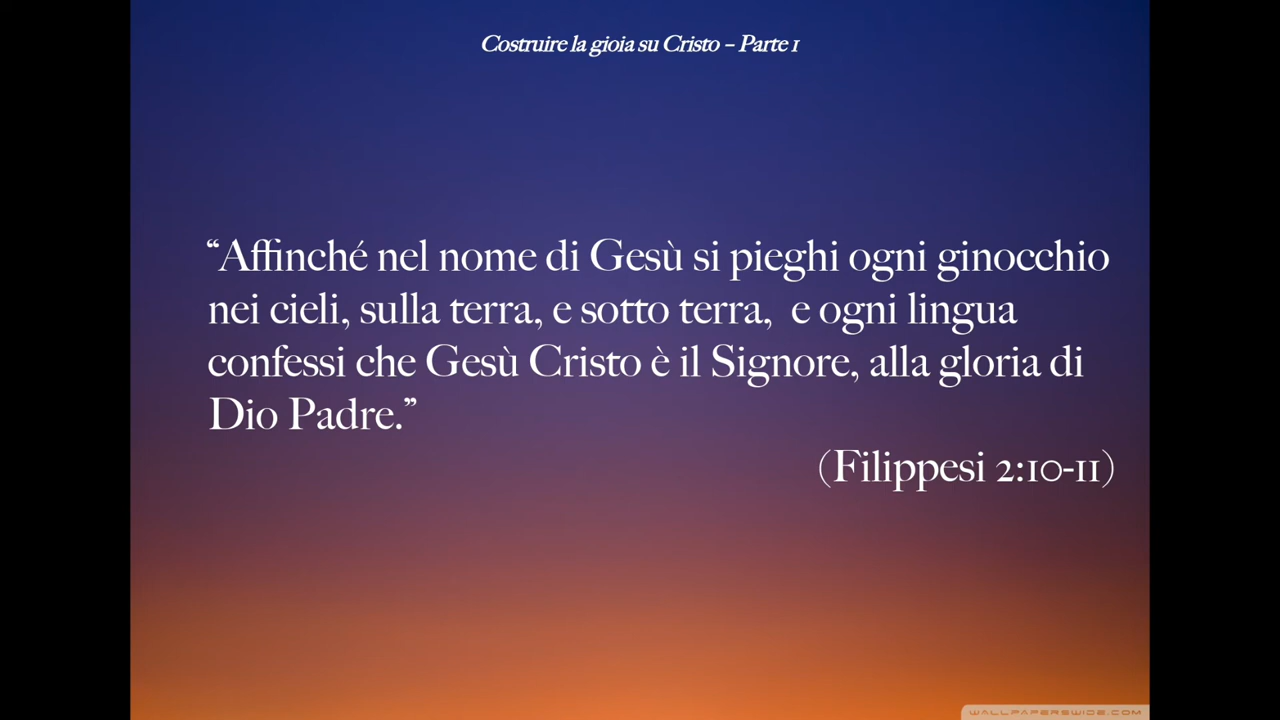 Costruire la gioia su Cristo – Parte 1
“Affinché nel nome di Gesù si pieghi ogni ginocchio
nei cieli, sulla terra, e sotto terra,  e ogni lingua
confessi che Gesù Cristo è il Signore, alla gloria di
Dio Padre.”
(Filippesi 2:10-11)
WALLPAPERSWIDE.COM